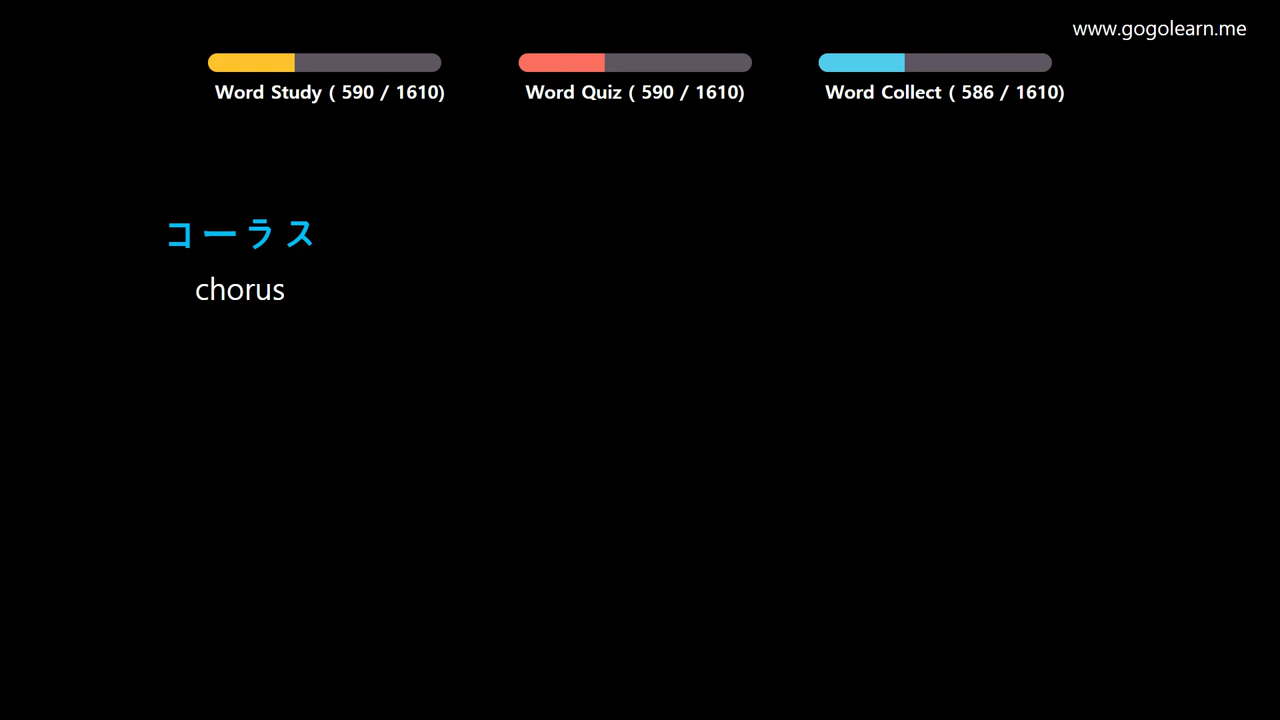 www.gogolearn.me
Word Study ( 590 / 1610)
Word Quiz ( 590 / 1610)
Word Collect ( 586 / 1610)
コーラス
chorus